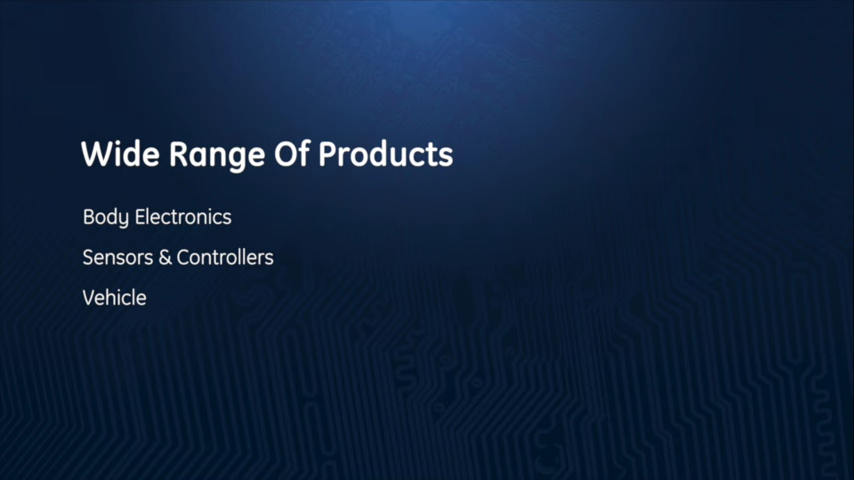 Wide Range Of Products
Body Electronics
Sensors & Controllers
Vehicle